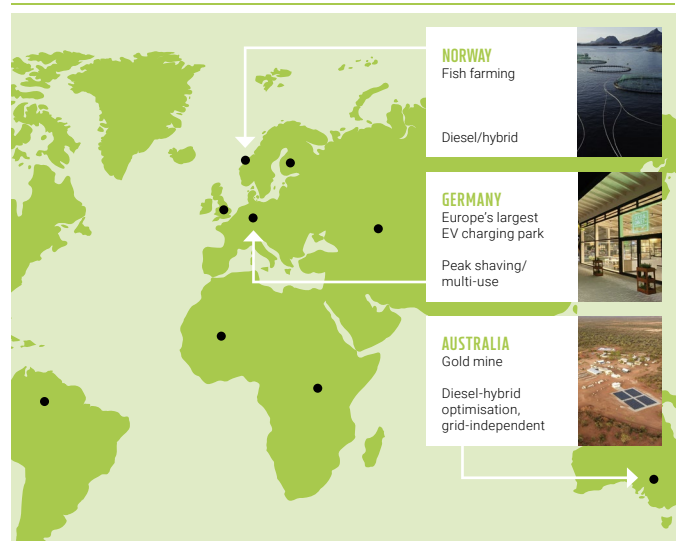 NORWAY
Fish farming
Diesel/hybrid
GERMANY
Europe's largest
EV charging park
Peak shaving/
multi-use
AUSTRALIA
Gold mine
Diesel-hybrid
optimisation,
grid-independent